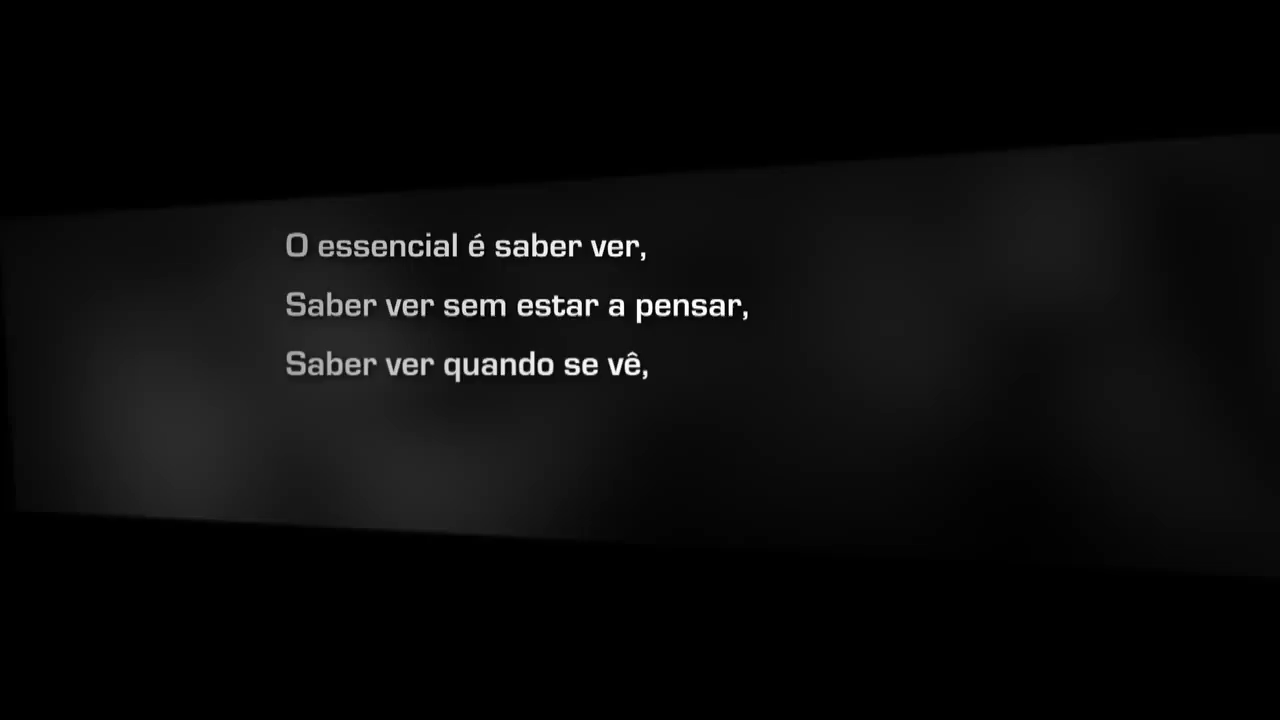 O essencial é saber ver,
Saber ver sem estar a pensar,
Saber ver quando se vê,